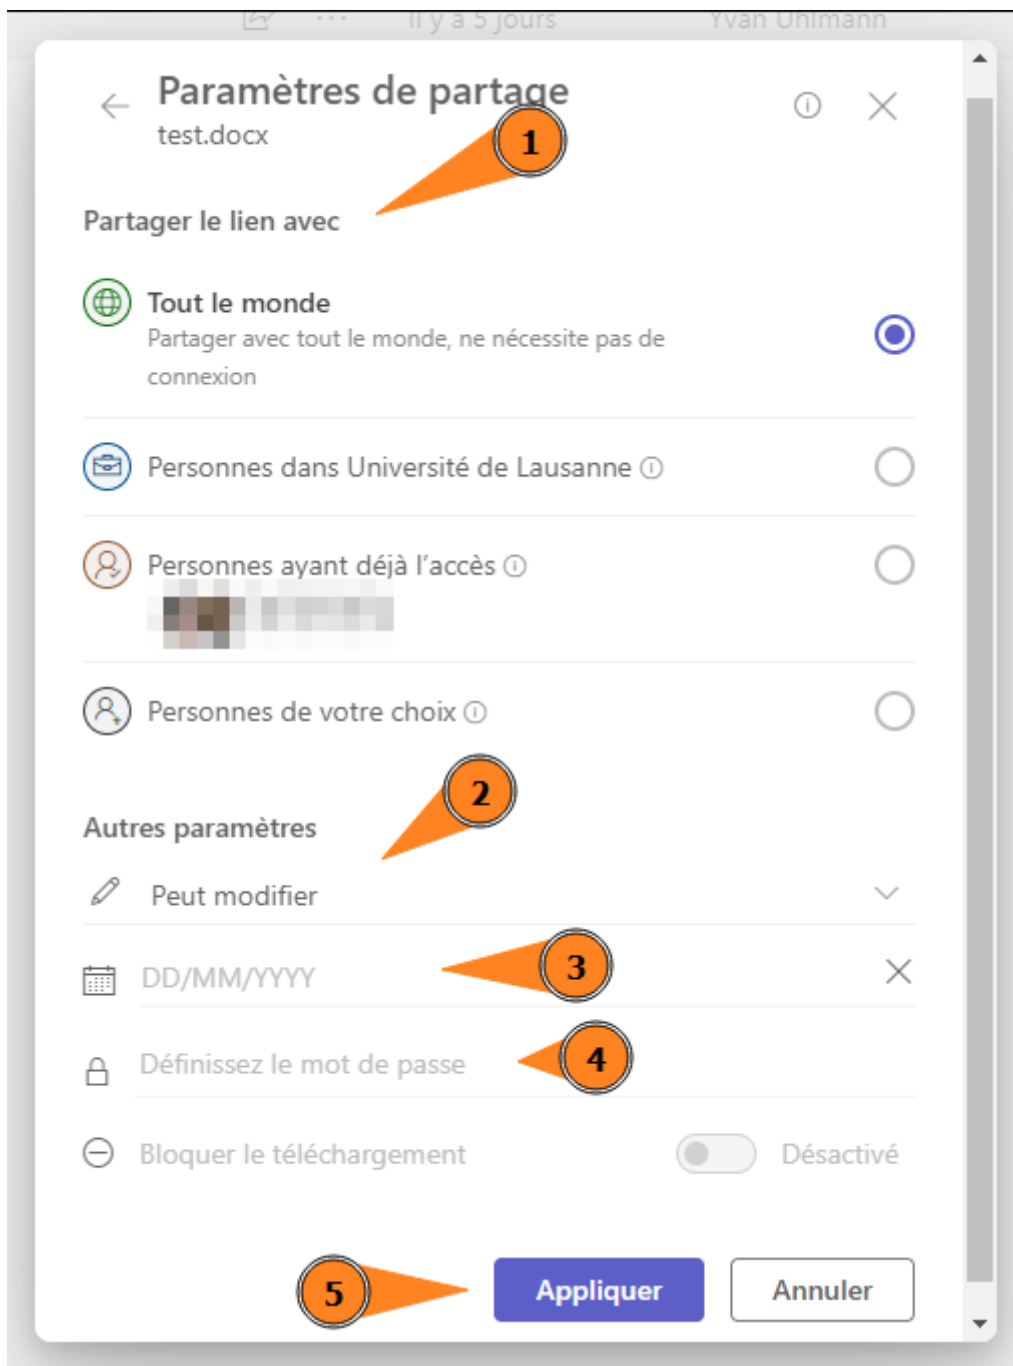 Il y a 5 jours Yvan Uhlmann
Paramètres de partage
test.docx
1
Partager le lien avec
Tout le monde
Partager avec tout le monde, ne nécessite pas de
connexion
Personnes dans Université de Lausanne
Personnes ayant déjà l'accès
Personnes de votre choix
2
Autres paramètres
Peut modifier
3
DD/MM/YYYY
4
Définissez le mot de passe
Bloquer le téléchargement Désactivé
5
Appliquer Annuler